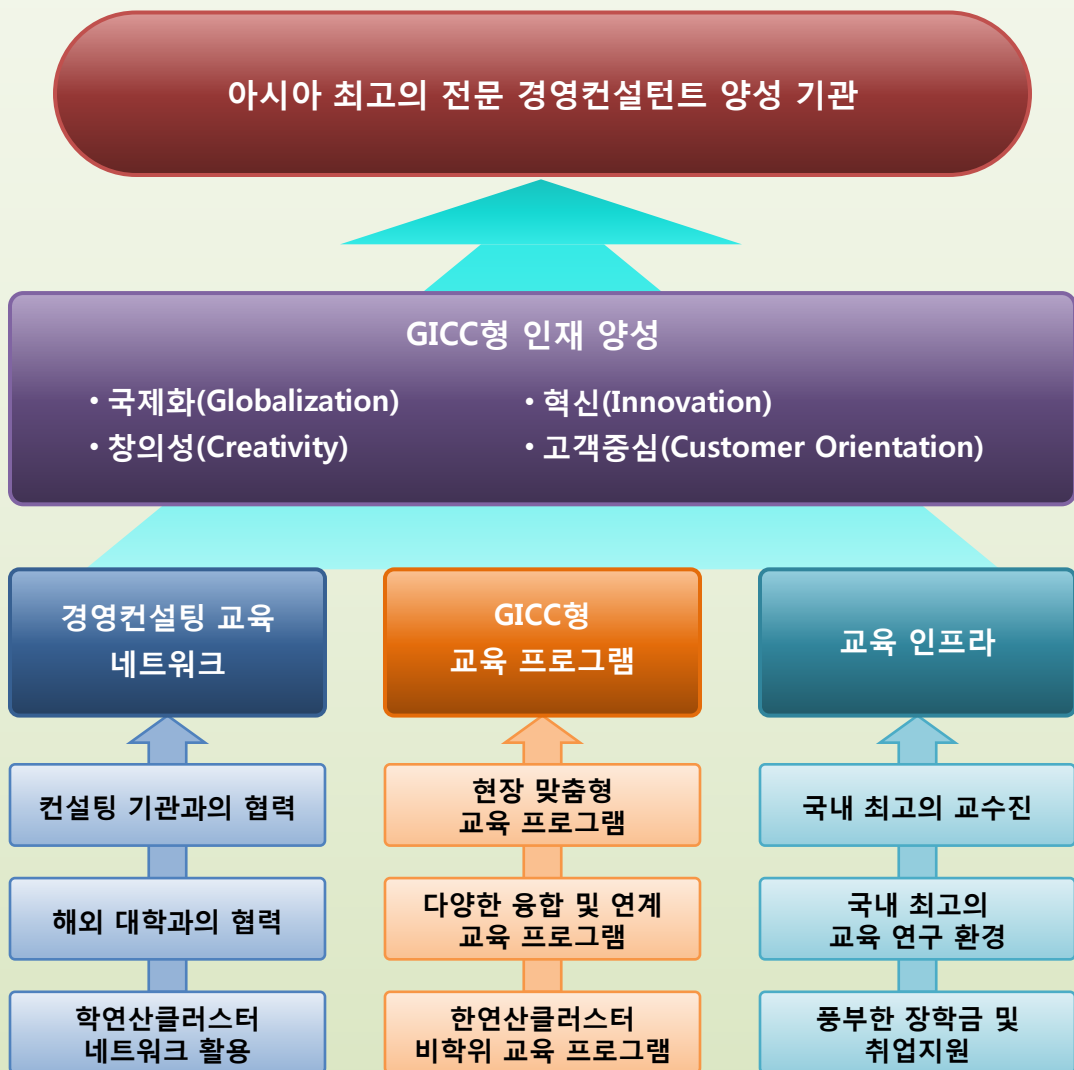 아시아 최고의 전문 경영컨설턴트 양성 기관
GICC형 인재 양성
• 국제화(Globalization)
• 혁신(Innovation)
• 창의성(Creativity)
• 고객중심(Customer Orientation)
경영컨설팅 교육
네트워크
컨설팅 기관과의 협력
해외 대학과의 협력
학연산클러스터
네트워크 활용
GICC형
교육 프로그램
현장 맞춤형
교육 프로그램
다양한 융합 및 연계
교육 프로그램
한연산클러스터
비학위 교육 프로그램
교육 인프라
국내 최고의 교수진
국내 최고의
교육 연구 환경
풍부한 장학금 및
취업지원